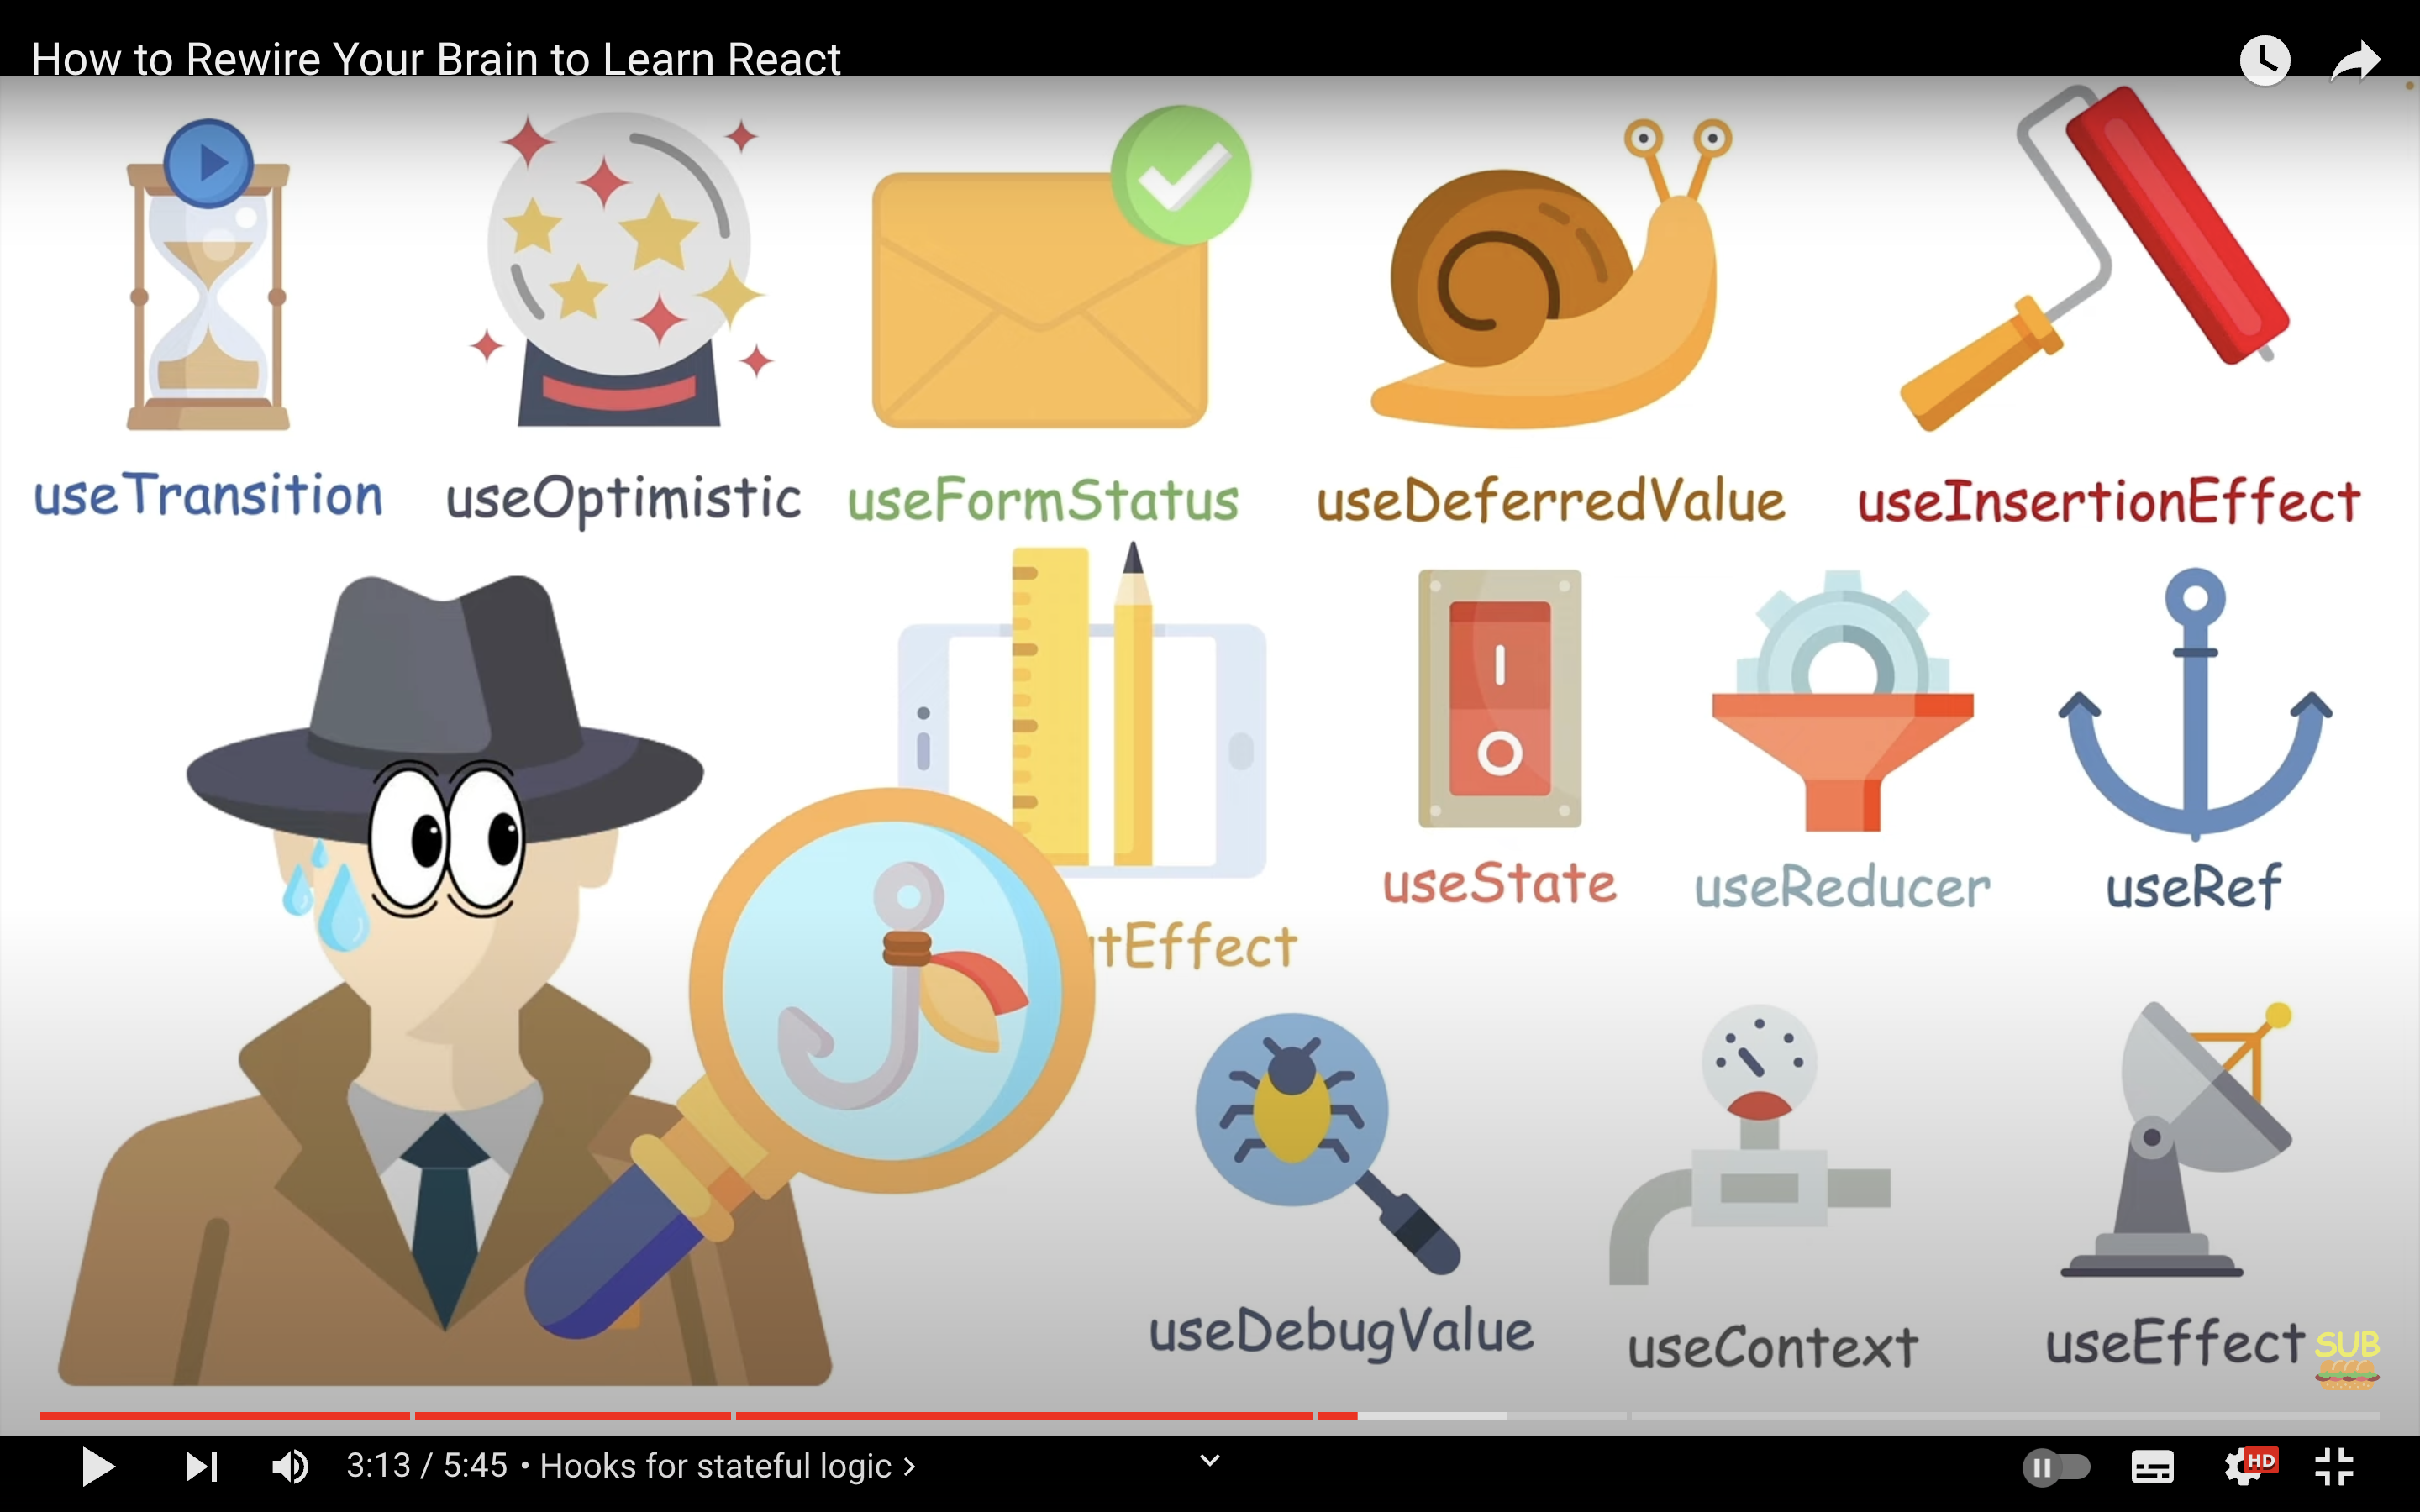 How to Rewire Your Brain to Learn React
useTransition
useOptimistic
useFormStatus
useDeferredValue
useInsertionEffect
useState
useReducer
useRef
tEffect
useDebugValue
useContext
useEffect
SUB
3:13 / 5:45 • Hooks for stateful logic >
HD